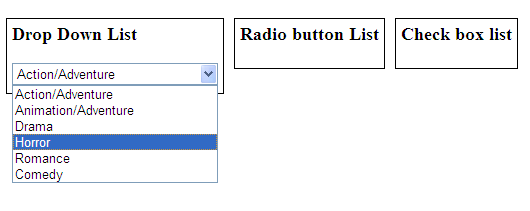 Drop Down List
Radio button List
Check box list
Action/Adventure
Action/Adventure
Animation/Adventure
Drama
Horror
Romance
Comedy